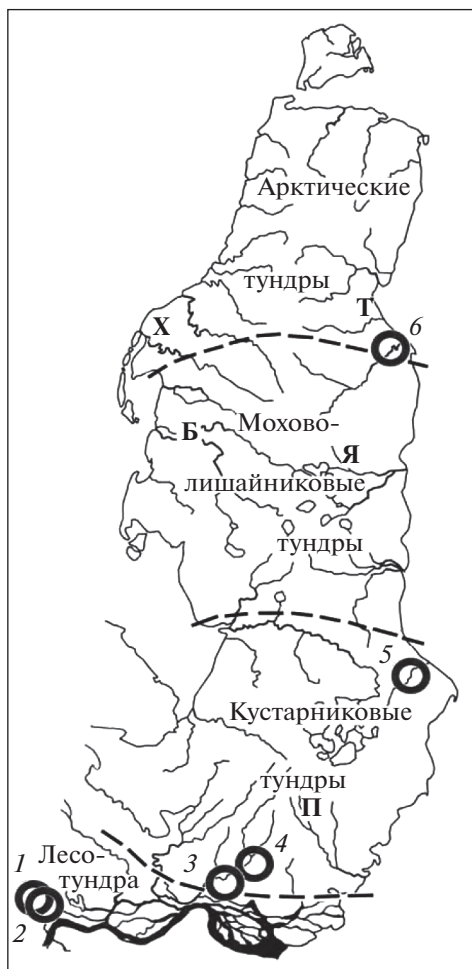 Арктические
тундры
Т
Х
6
Мохово-
Б
Я
лишайниковые
тундры
5
Кустарниковые
тундры
П
1
Лесо-
3
4
тундра
2